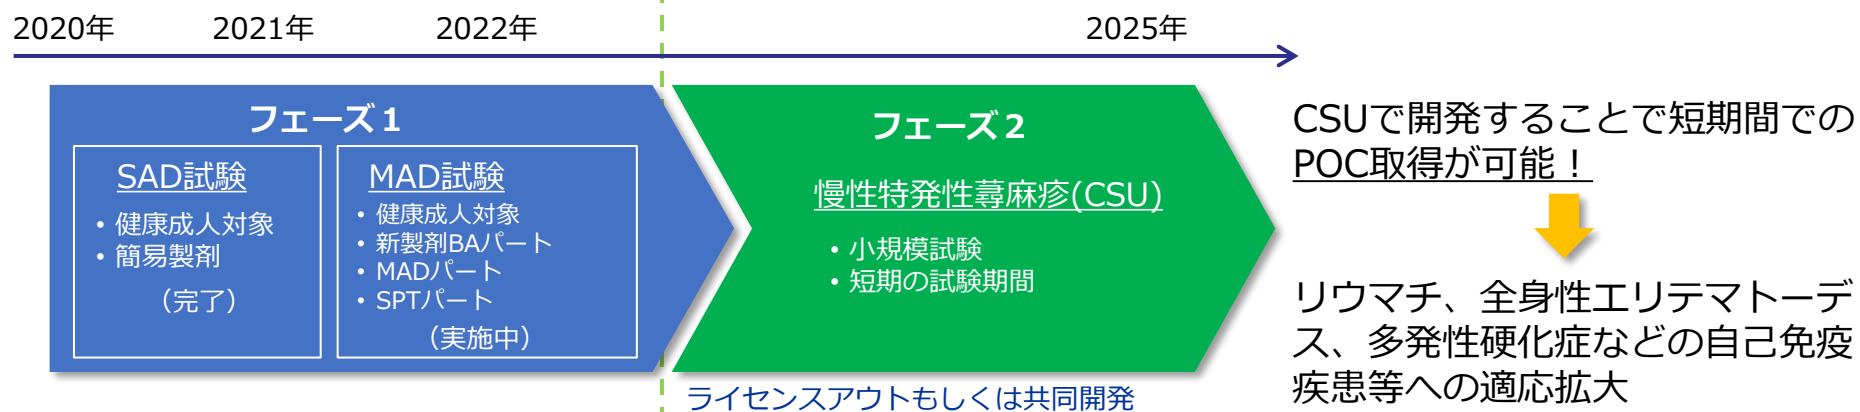 2020年
2021年
2022年
2025年
フェーズ１
SAD試験
・健康成人対象
・簡易製剤
（完了）
MAD試験
・健康成人対象
・新製剤BAパート
・MADパート
・SPTパート
（実施中）
フェーズ２
慢性特発性蕁麻疹(CSU)
・小規模試験
・短期の試験期間
ライセンスアウトもしくは共同開発
CSUで開発することで短期間での
POC取得が可能！
リウマチ、全身性エリテマトーデ
ス、多発性硬化症などの自己免疫
疾患等への適応拡大